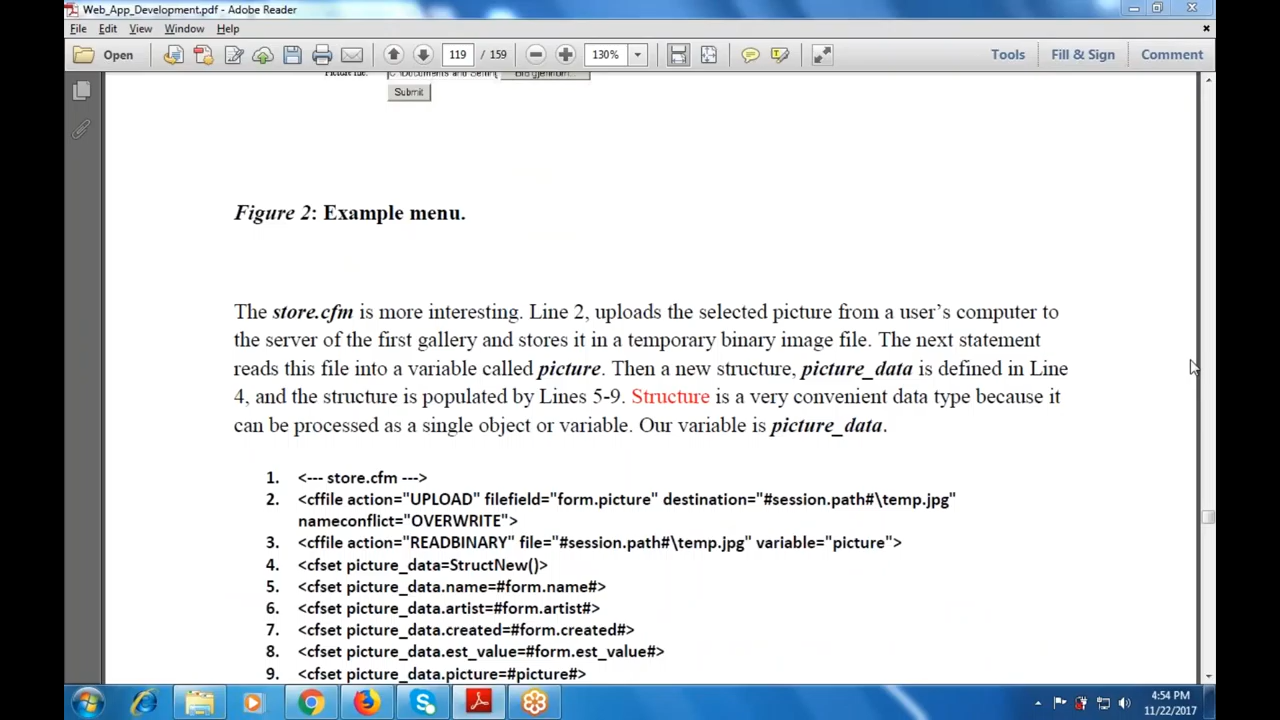 Web_App_Development.pdf - Adobe Reader
File Edit View Window Help
Open 119 / 159 130% Tools Fill & Sign Comment
Submit
Figure 2: Example menu.
The store.cfm is more interesting. Line 2, uploads the selected picture from a user's computer to
the server of the first gallery and stores it in a temporary binary image file. The next statement
reads this file into a variable called picture. Then a new structure, picture_data is defined in Line
4, and the structure is populated by Lines 5-9. Structure is a very convenient data type because it
can be processed as a single object or variable. Our variable is picture_data.
1. <--- store.cfm --->
2. <cffile action="UPLOAD" filefield="form.picture" destination="#session.path#\temp.jpg"
nameconflict="OVERWRITE">
3. <cffile action="READBINARY" file="#session.path#\temp.jpg" variable="picture">
4. <cfset picture_data=StructNew()>
5. <cfset picture_data.name=#form.name#>
6. <cfset picture_data.artist=#form.artist#>
7. <cfset picture_data.created=#form.created#>
8. <cfset picture_data.est_value=#form.est_value#>
9. <cfset picture_data.picture=#picture#>
4:54 PM
11/22/2017